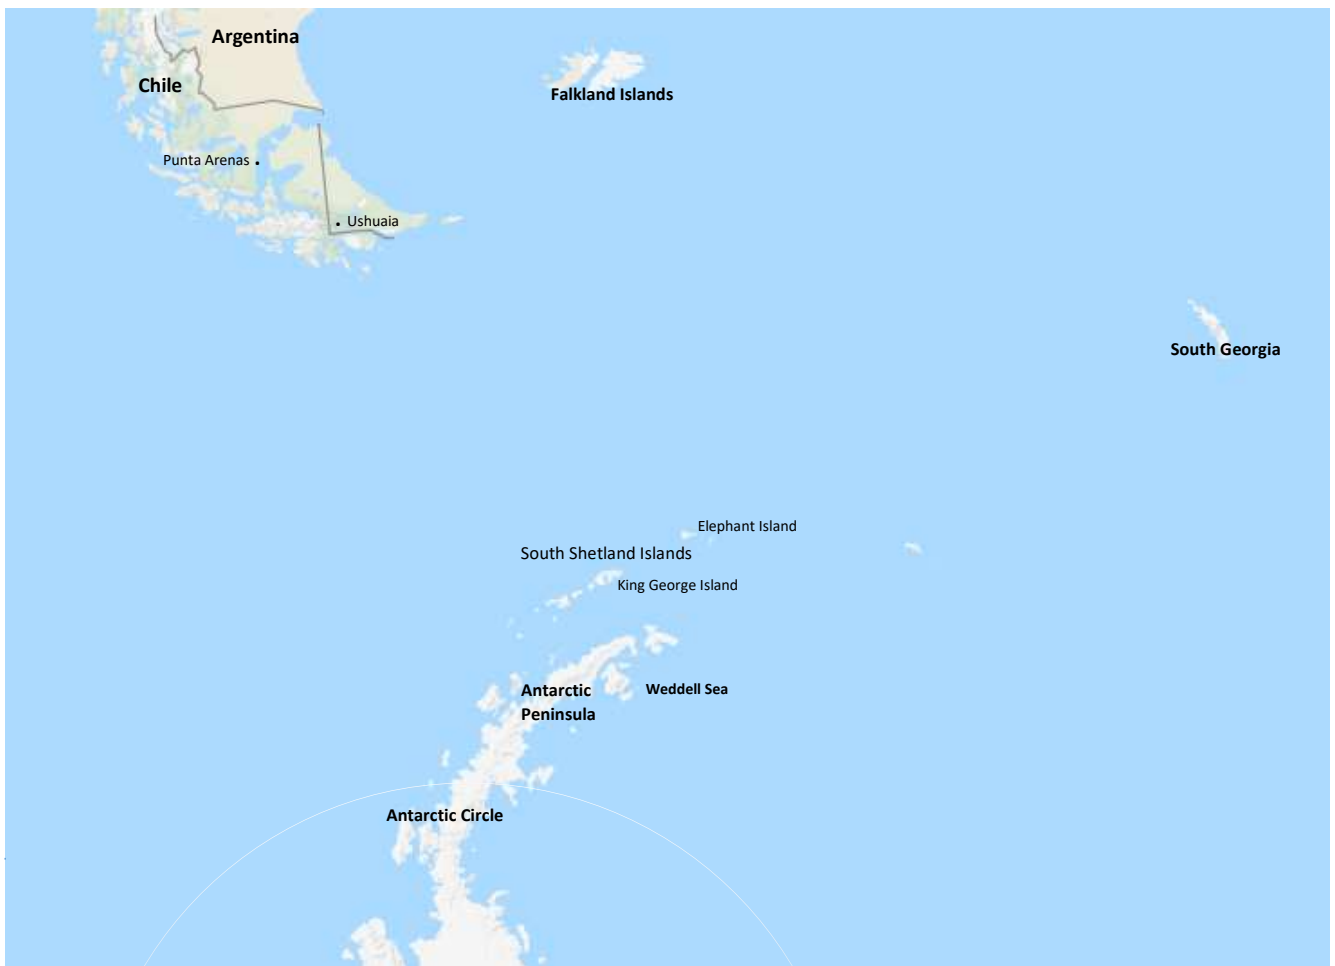 Argentina
Chile
Falkland Islands
Punta Arenas
Ushuaia
South Georgia
Elephant Island
South Shetland Islands
King George Island
Antarctic
Peninsula
Weddell Sea
Antarctic Circle